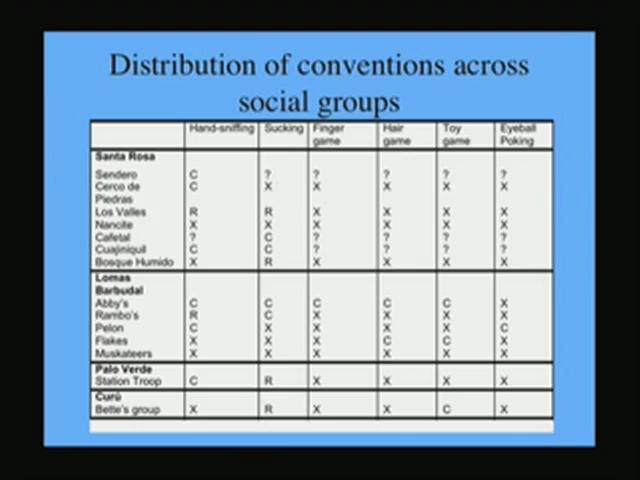 Distribution of conventions across
social groups
Hand-sniffing Sucking Finger game Hair game Toy game Eyeball Poking
Santa Rosa
Sendero C ? ? ? ? ?
Cerco de Piedras C X X X X X
Los Valles R R X X X X
Nancite X X X X X X
Cafetal ? C ? ? ? ?
Cuajiniquil C C ? ? ? ?
Bosque Humido X R X X X X
Lomas Barbudal
Abby's C C C C C X
Rambo's R C X X X X
Pelon C X X X X C
Flakes X X X C C X
Muskateers X X X X X X
Palo Verde
Station Troop C R X X X X
Curú
Bette's group X R X X C X